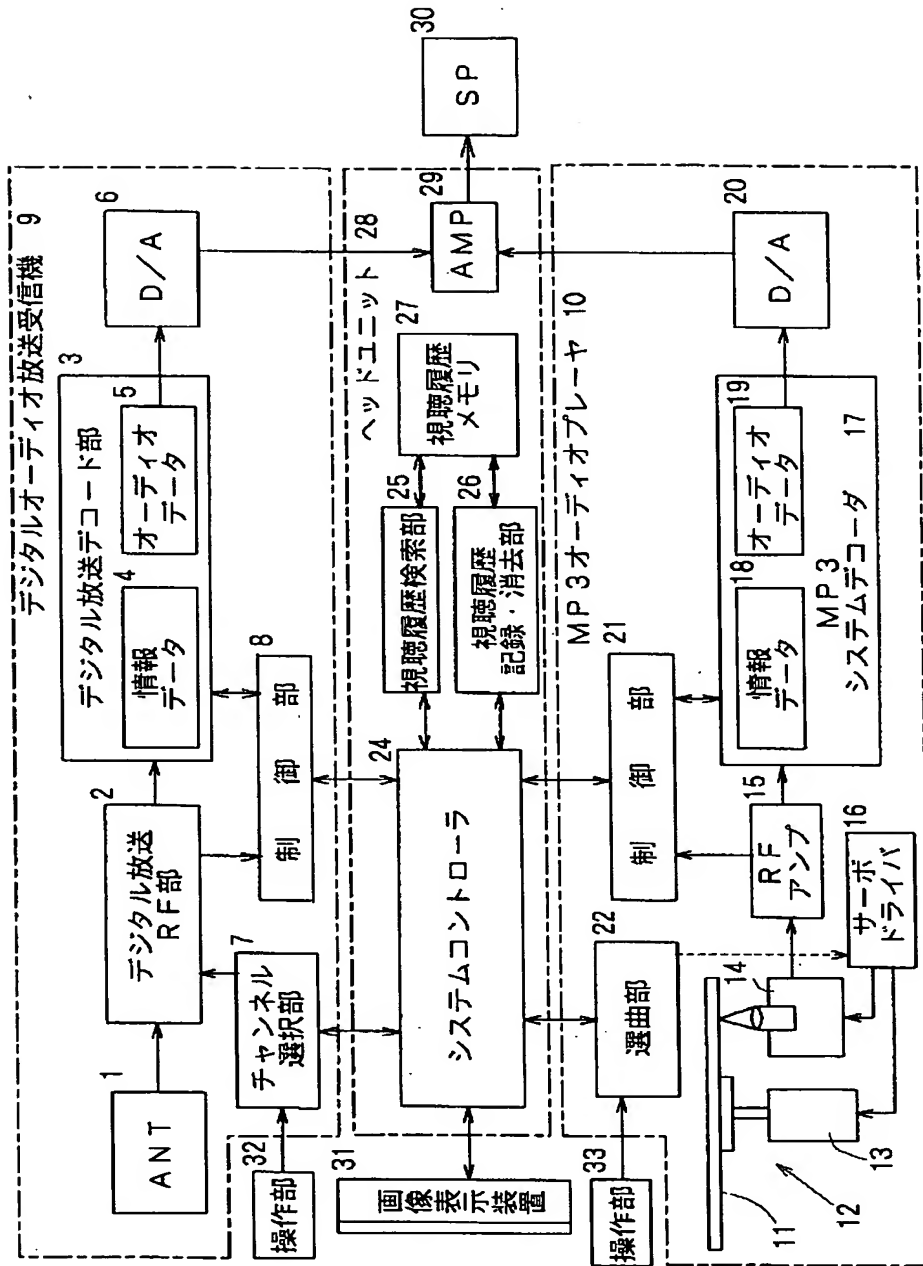 デジタルオーディオ放送受信機 9
ANT
1
デジタル放送
RF部
2
デジタル放送デコード部
3
情報
データ
4
オーディオ
データ
5
D/A
6
チャンネル
選択部
7
制御部
8
操作部
32
ヘッドユニット
28
画像表示装置
31
システムコントローラ
24
視聴履歴検索部
25
視聴履歴
記録・消去部
26
視聴履歴
メモリ
27
AMP
29
SP
30
MP3オーディオプレーヤ 10
操作部
33
選曲部
22
制御部
21
11
12
13
14
RF
アンプ
15
サーボ
ドライバ
16
MP3
システムデコーダ 17
情報
データ
18
オーディオ
データ
19
D/A
20